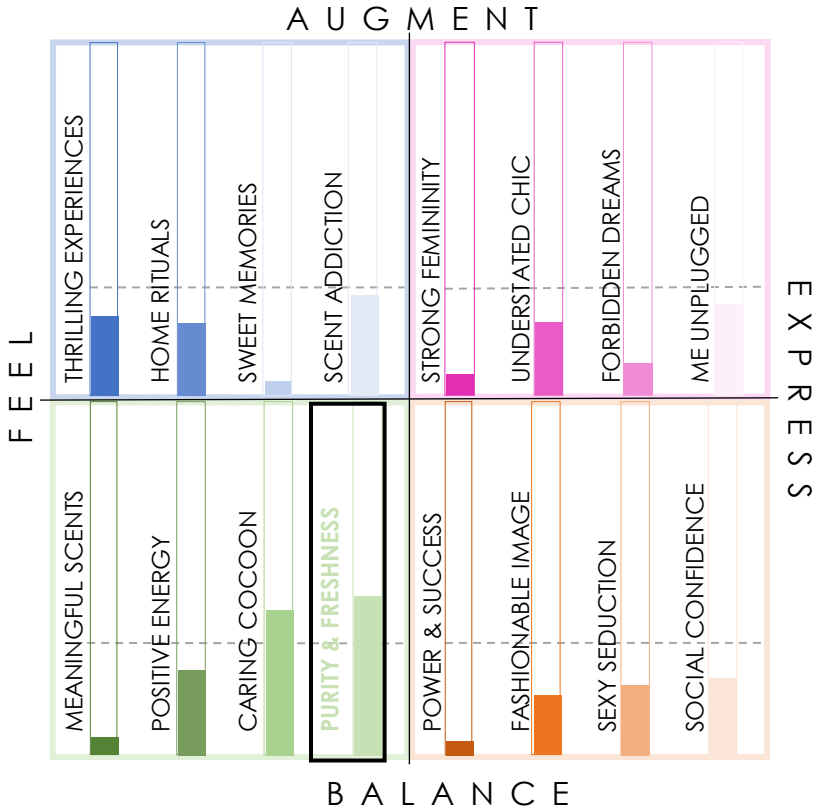 AUGMENT
FEEL
EXPRESS
THRILLING EXPERIENCES
HOME RITUALS
SWEET MEMORIES
SCENT ADDICTION
STRONG FEMININITY
UNDERSTATED CHIC
FORBIDDEN DREAMS
ME UNPLUGGED
MEANINGFUL SCENTS
POSITIVE ENERGY
CARING COCOON
PURITY & FRESHNESS
POWER & SUCCESS
FASHIONABLE IMAGE
SEXY SEDUCTION
SOCIAL CONFIDENCE
BALANCE